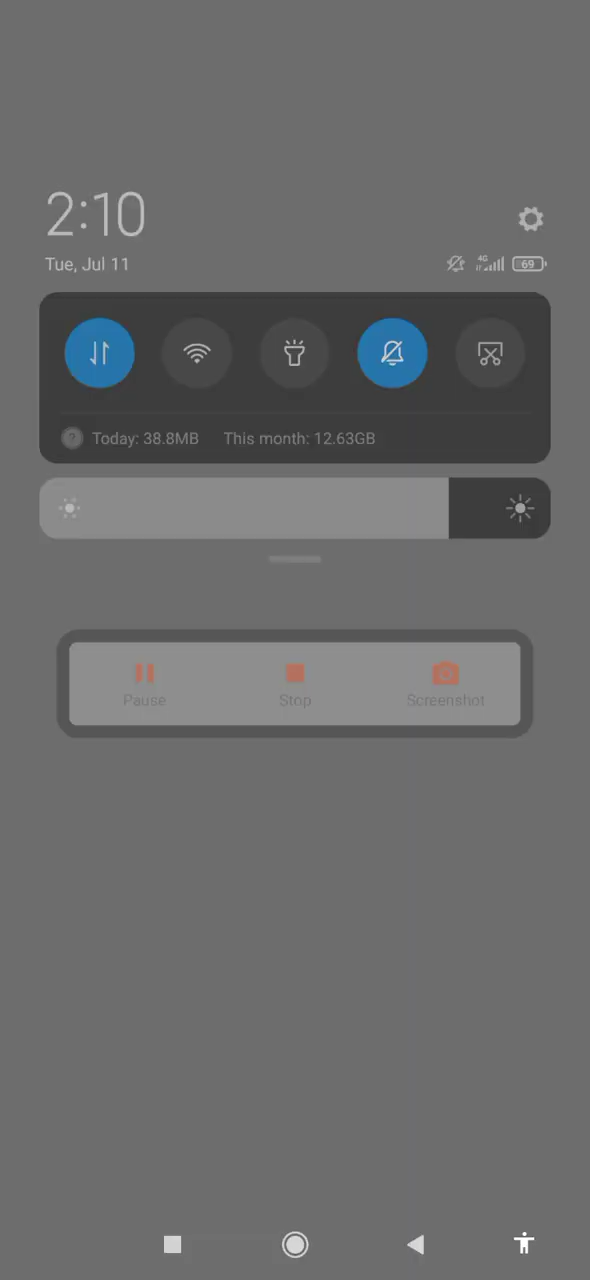 2:10
Tue, Jul 11
4G 69
? Today: 38.8MB This month: 12.63GB
Pause Stop Screenshot